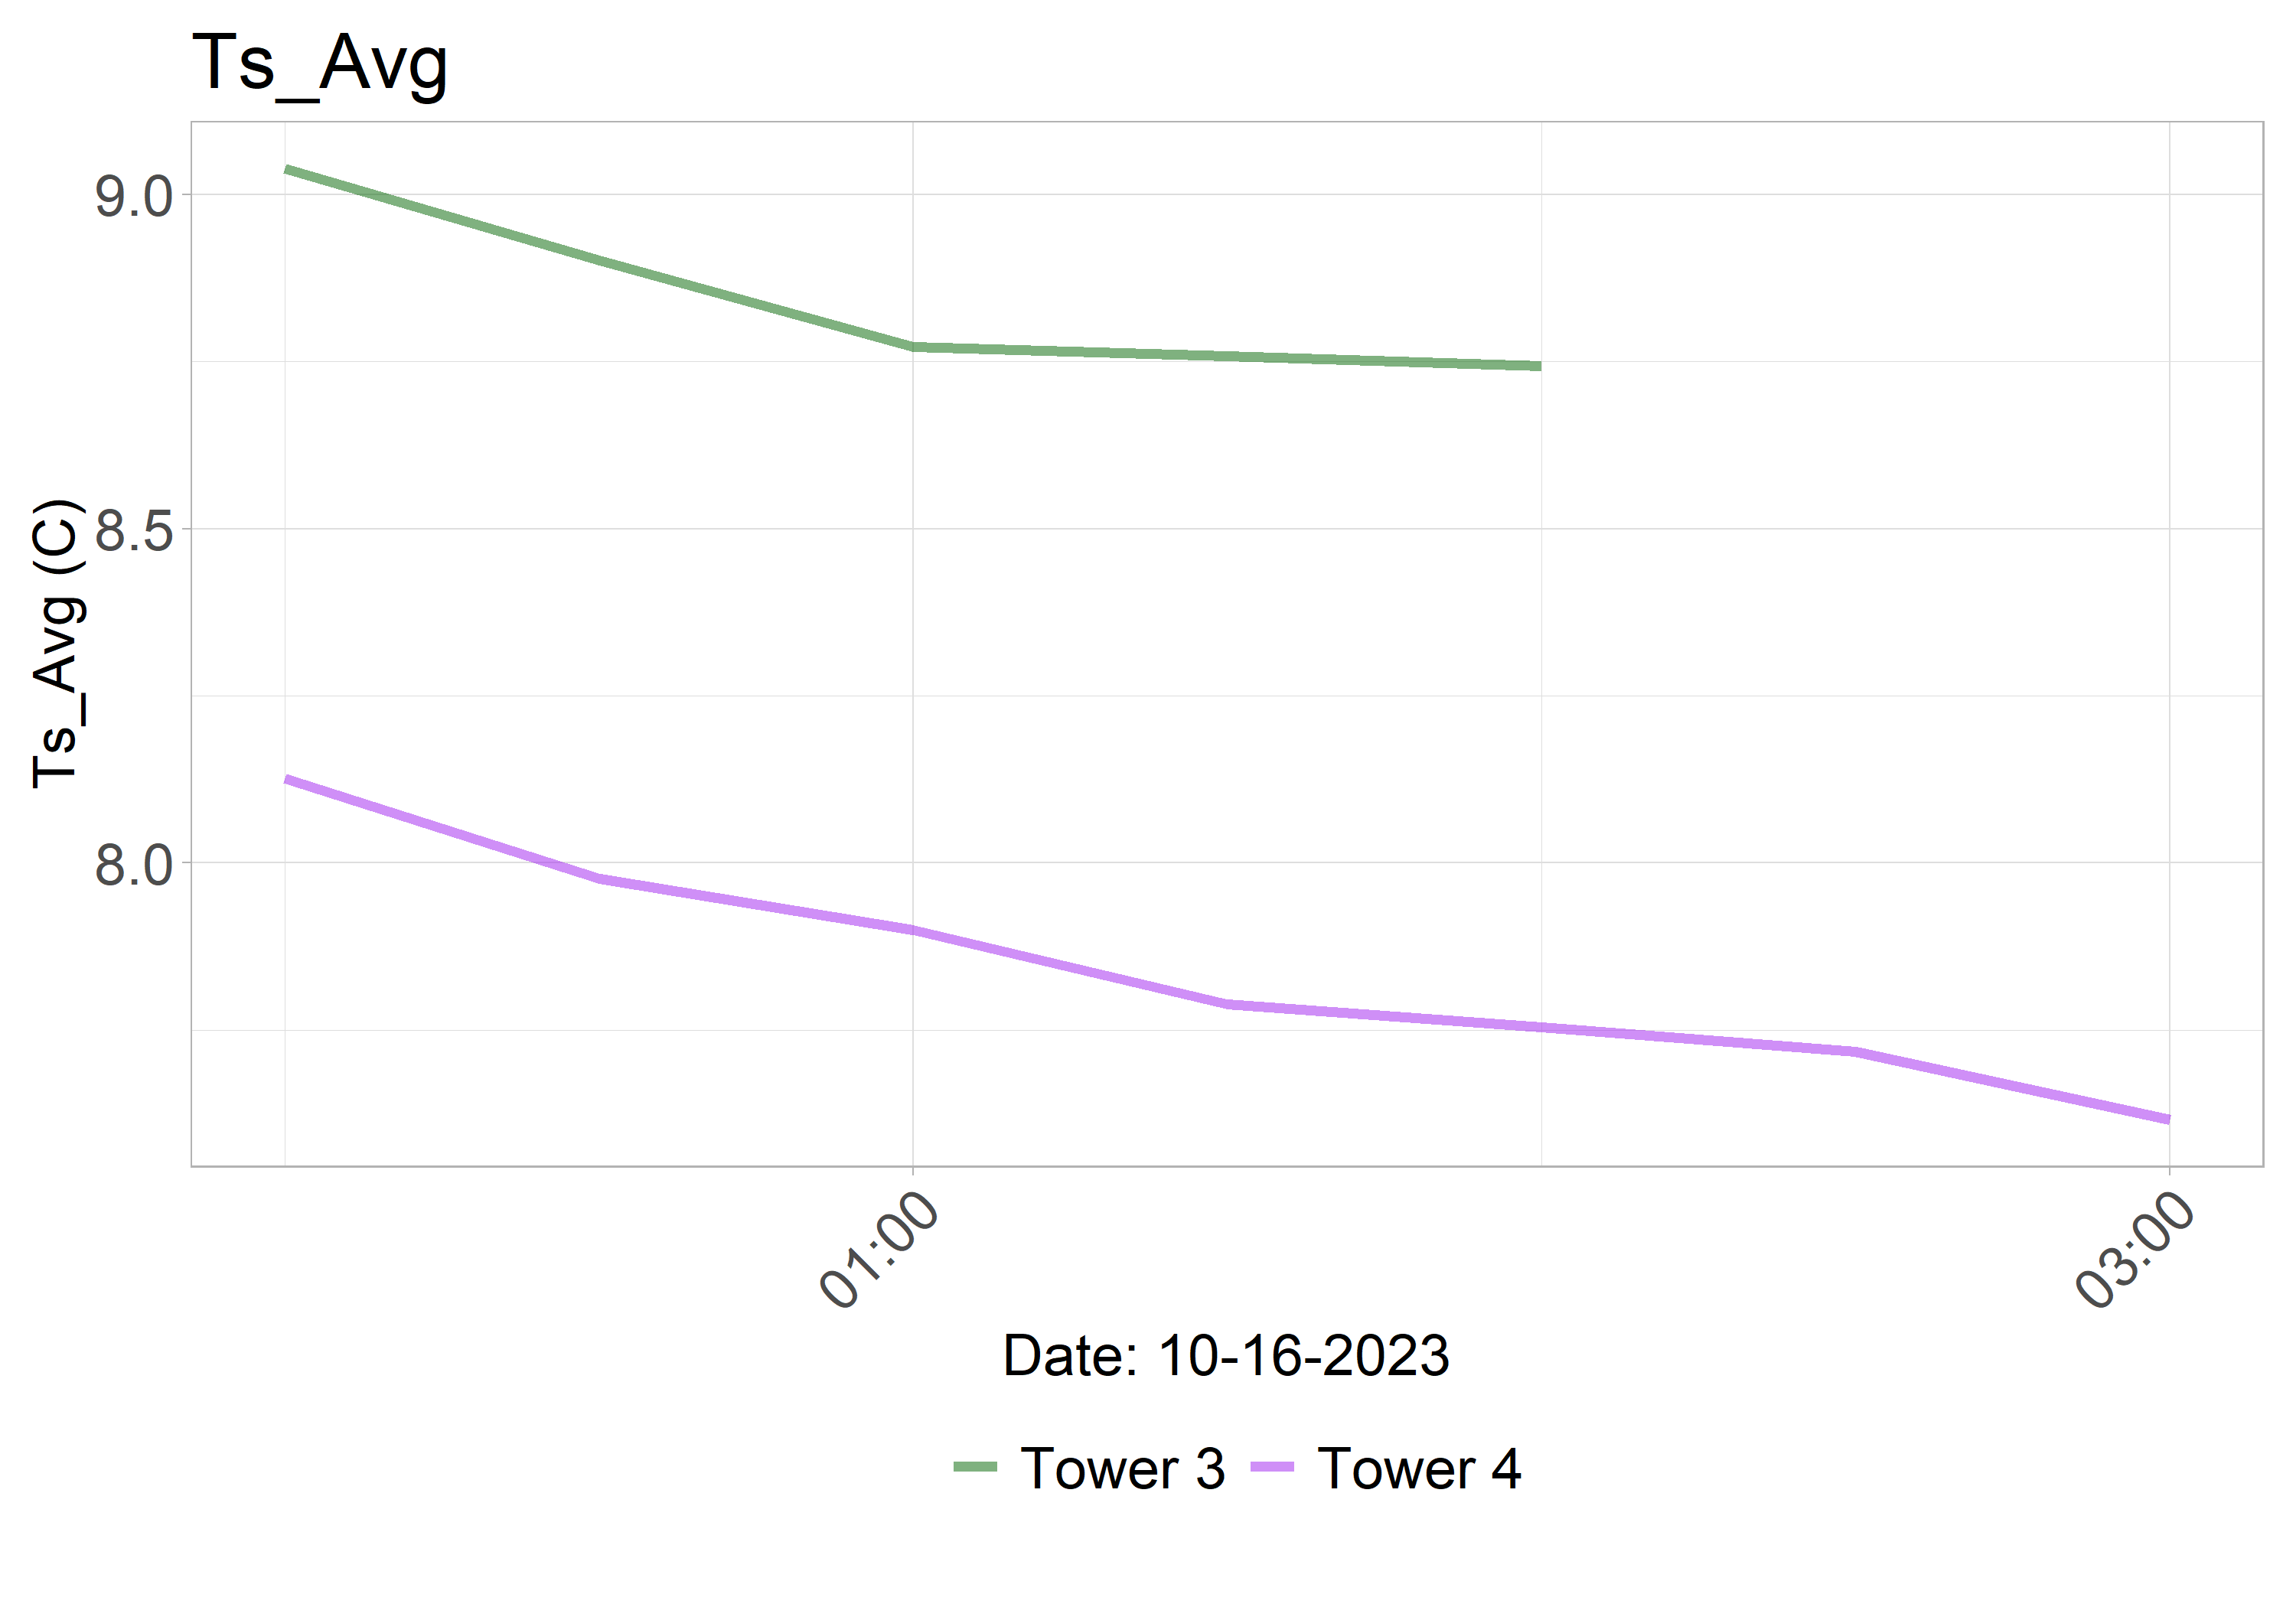 Ts_Avg
Ts_Avg (C)
9.0
8.5
8.0
01:00
03:00
Date: 10-16-2023
Tower 3
Tower 4